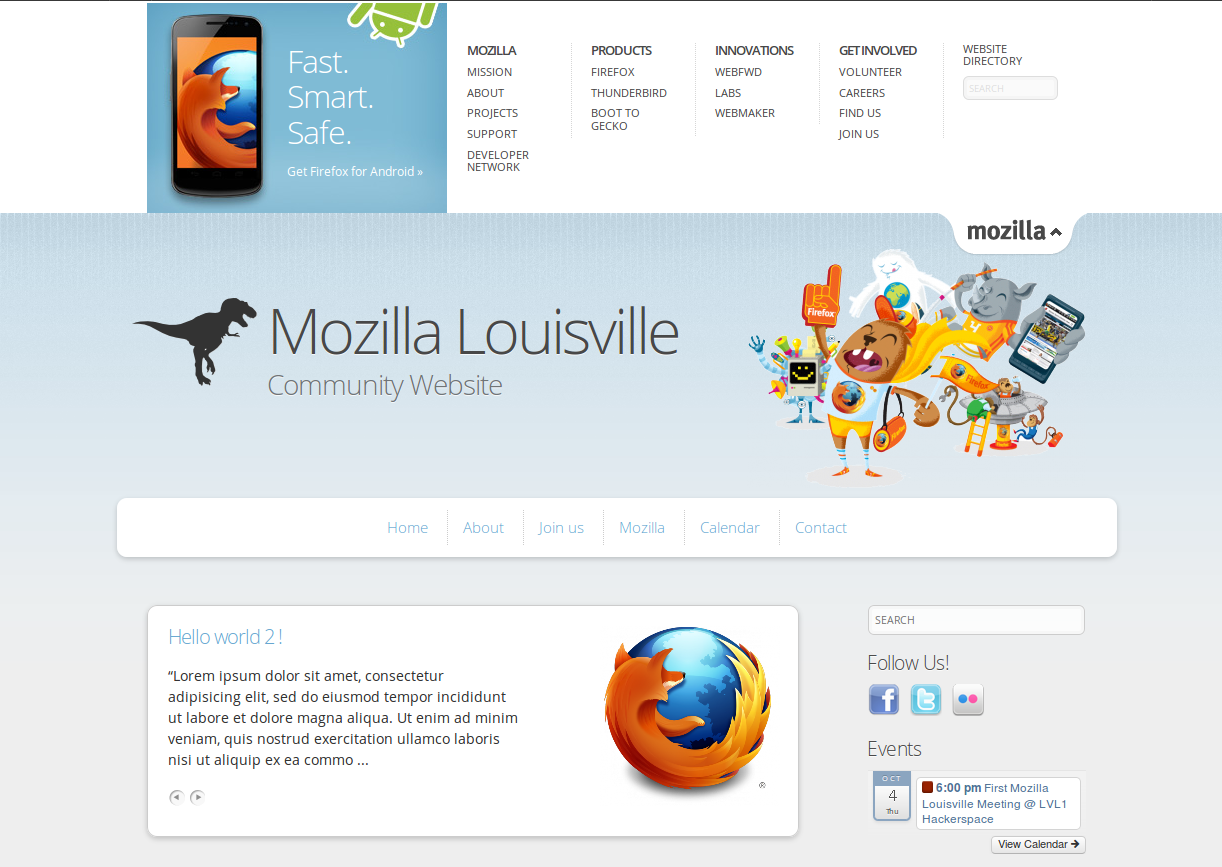 Fast.
Smart.
Safe.
Get Firefox for Android »
MOZILLA
MISSION
ABOUT
PROJECTS
SUPPORT
DEVELOPER
NETWORK
PRODUCTS
FIREFOX
THUNDERBIRD
BOOT TO
GECKO
INNOVATIONS
WEBFWD
LABS
WEBMAKER
GET INVOLVED
VOLUNTEER
CAREERS
FIND US
JOIN US
WEBSITE
DIRECTORY
SEARCH
mozilla
Mozilla Louisville
Community Website
Firefox
4
Firefox
Firefox
Home
About
Join us
Mozilla
Calendar
Contact
Hello world 2 !
“Lorem ipsum dolor sit amet, consectetur
adipisicing elit, sed do eiusmod tempor incididunt
ut labore et dolore magna aliqua. Ut enim ad minim
veniam, quis nostrud exercitation ullamco laboris
nisi ut aliquip ex ea commo ...
®
SEARCH
Follow Us!
Events
OCT
4
Thu
6:00 pm First Mozilla
Louisville Meeting @ LVL1
Hackerspace
View Calendar